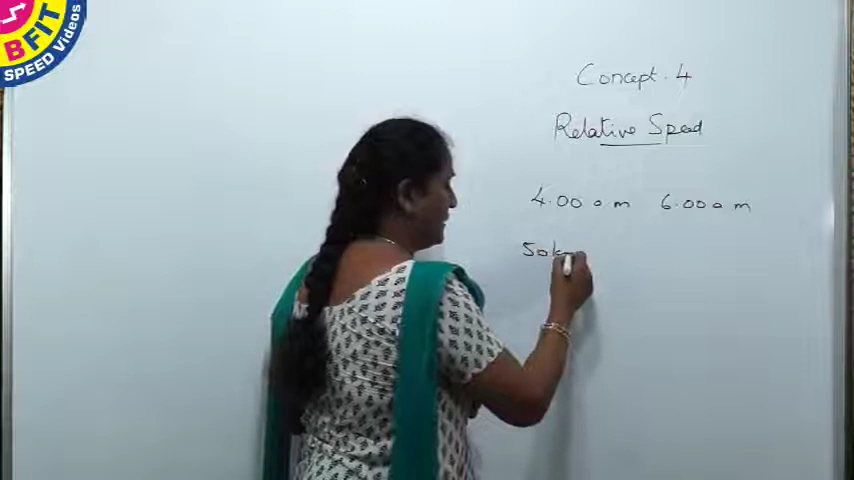 BFIT
SPEED Videos
Concept. 4
Relative Speed
4.00 a m 6.00 a m
50k